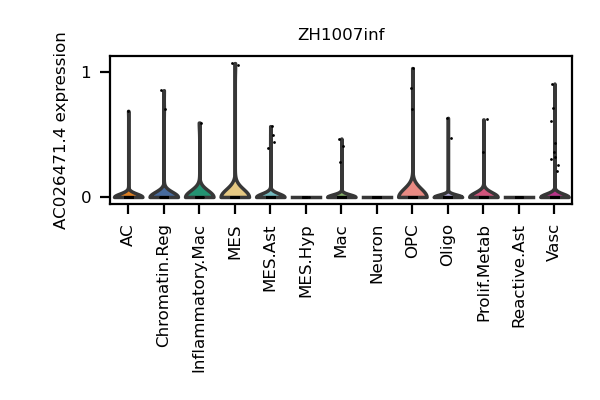 ZH1007inf
AC026471.4 expression
1
0
AC
Chromatin.Reg
Inflammatory.Mac
MES
MES.Ast
MES.Hyp
Mac
Neuron
OPC
Oligo
Prolif.Metab
Reactive.Ast
Vasc